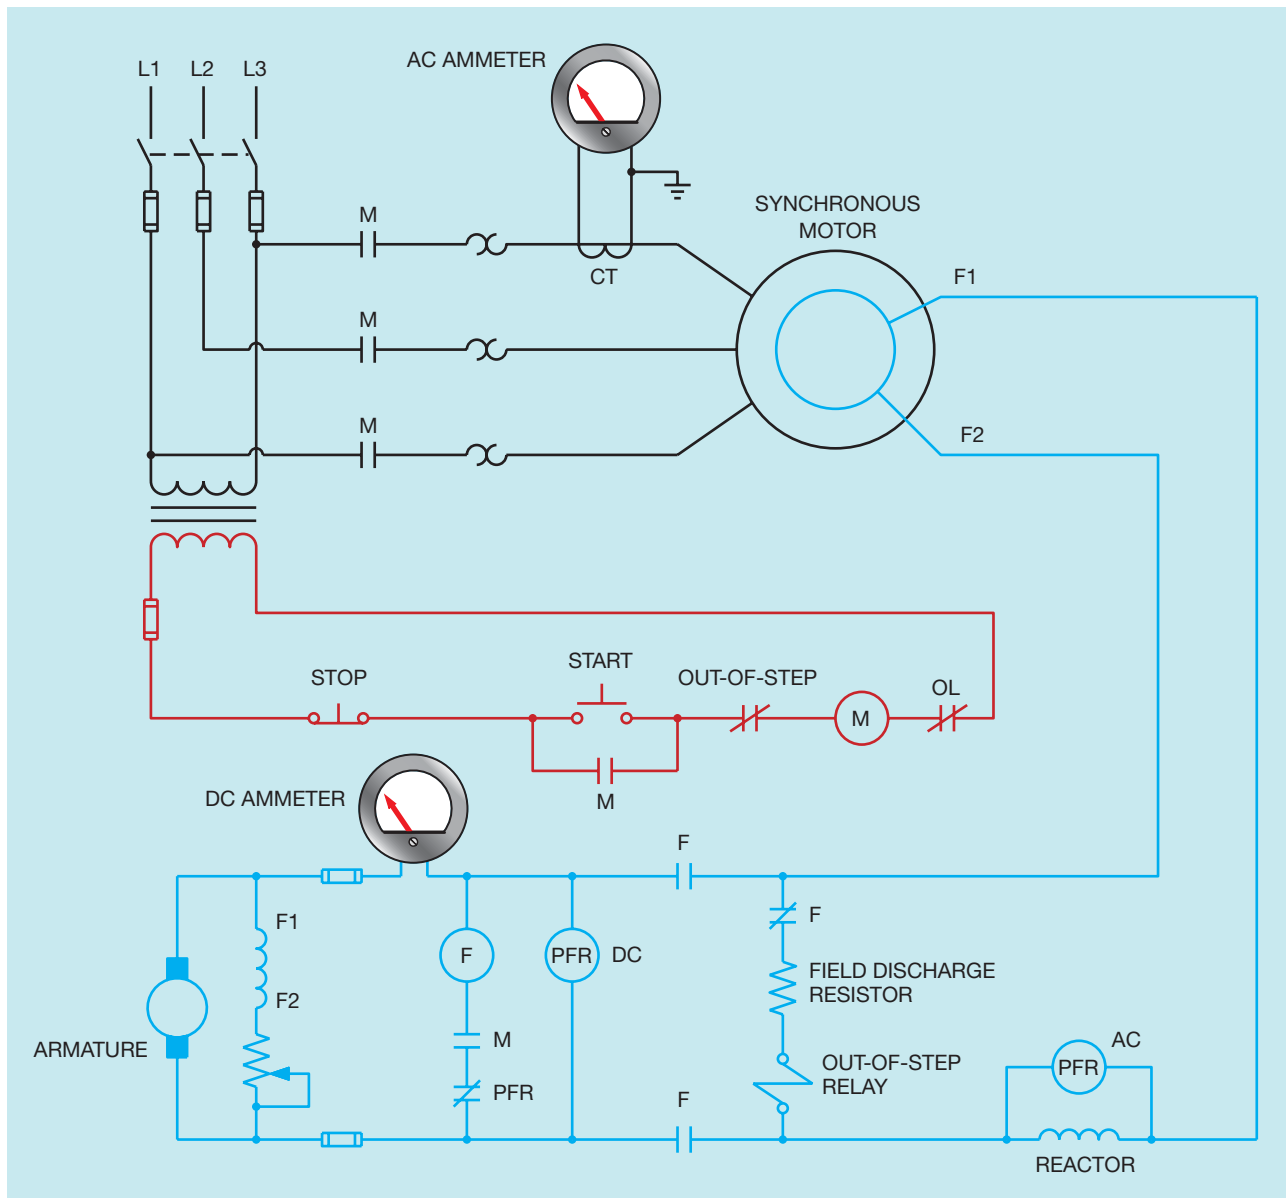 AC AMMETER
L1 L2 L3
M
SYNCHRONOUS
MOTOR
CT
F1
M
M
F2
START
STOP
OUT-OF-STEP
OL
M
M
DC AMMETER
F
F1
F
F
PFR
DC
FIELD DISCHARGE
RESISTOR
F2
M
ARMATURE
AC
OUT-OF-STEP
RELAY
PFR
PFR
F
REACTOR